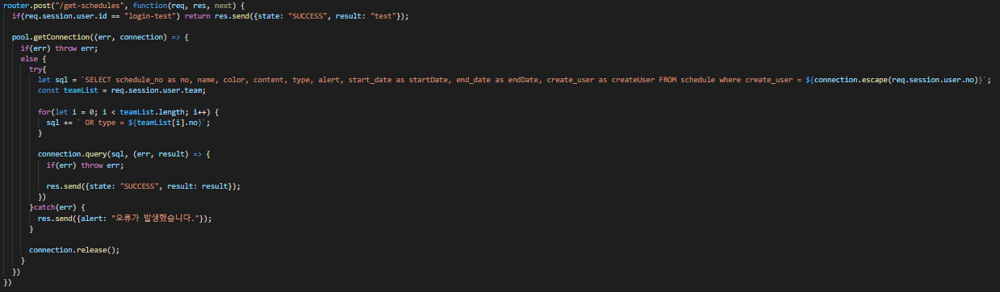 router.post("/get-schedules", function(req, res, next) {
if(req.session.user.id == "login-test") return res.send({state: "SUCCESS", result: "test"});
pool.getConnection((err, connection) => {
if(err) throw err;
else {
try{
let sql = `SELECT schedule_no as no, name, color, content, type, alert, start_date as startDate, end_date as endDate, create_user as createUser FROM schedule where create_user = ${connection.escape(req.session.user.no)}`;
const teamList = req.session.user.team;
for(let i = 0; i < teamList.length; i++) {
sql += ` OR type = ${teamList[i].no}`;
}
connection.query(sql, (err, result) => {
if(err) throw err;
res.send({state: "SUCCESS", result: result});
})
}catch(err) {
res.send({alert: "오류가 발생했습니다."});
}
connection.release();
}
})
})